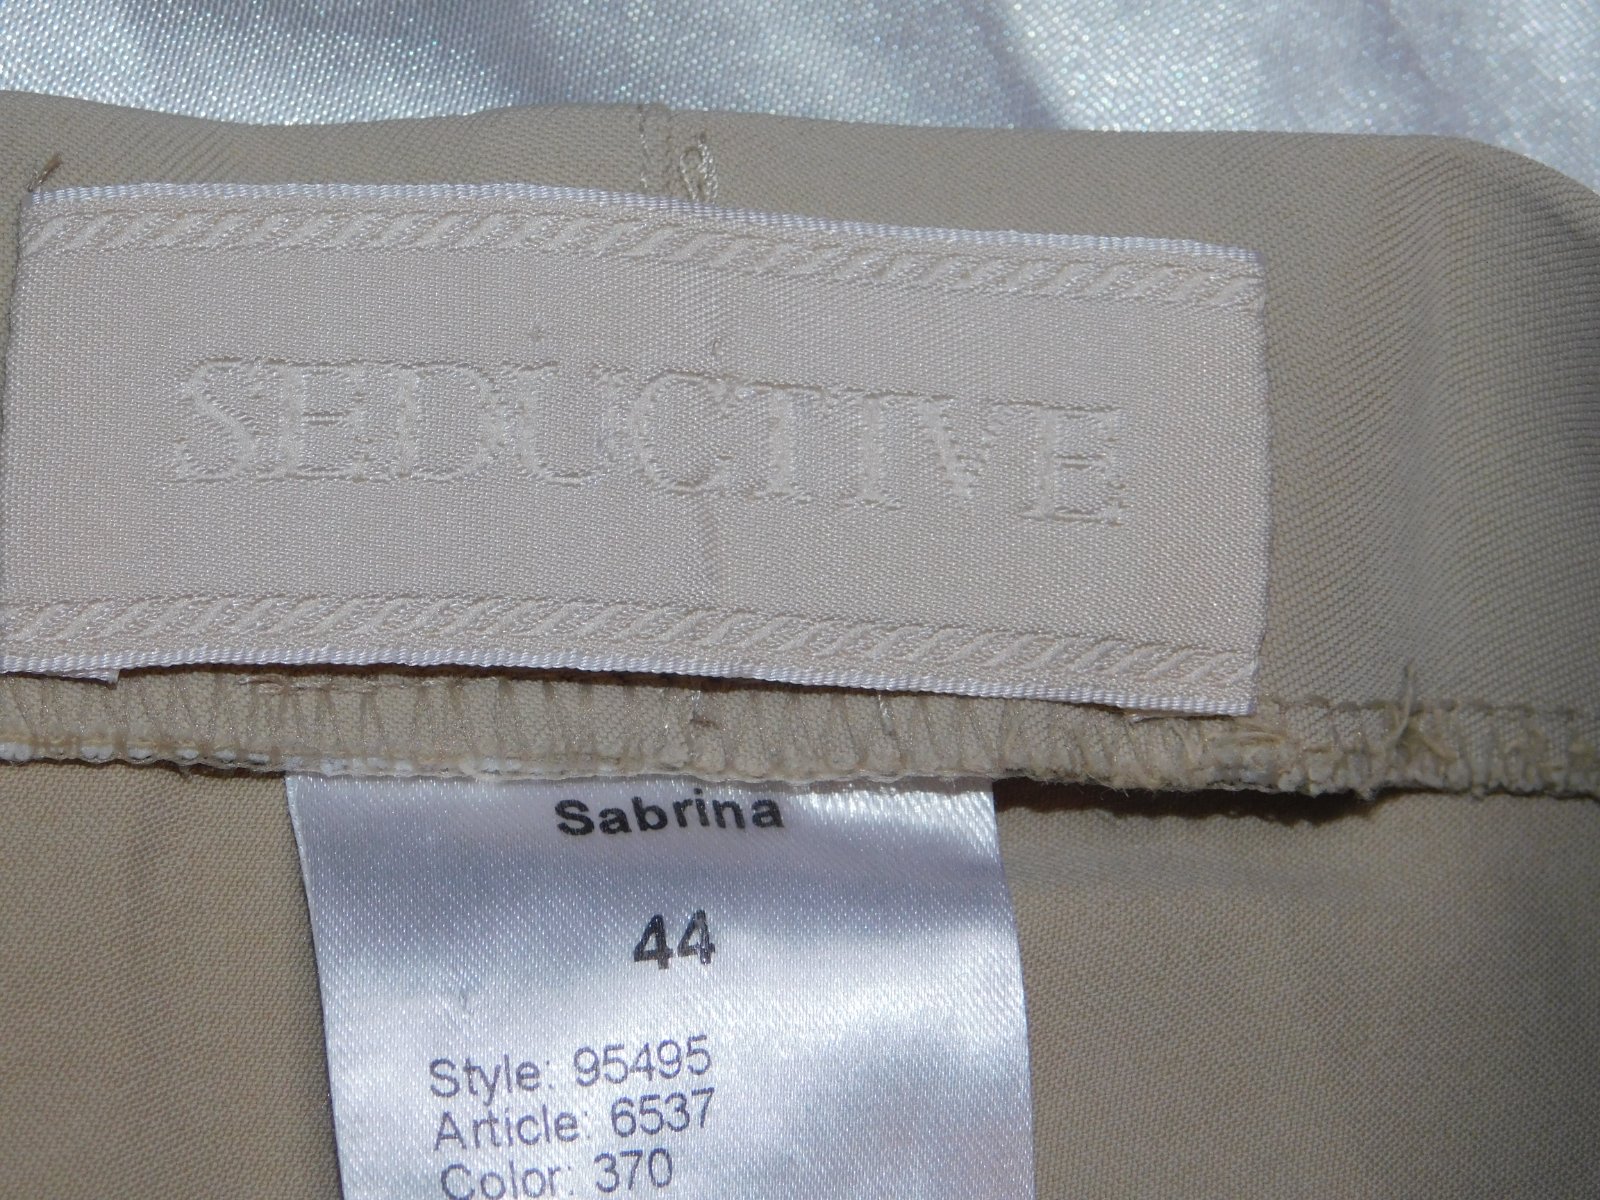 SEDUCTIVE
Sabrina
44
Style: 95495
Article: 6537
Color: 370